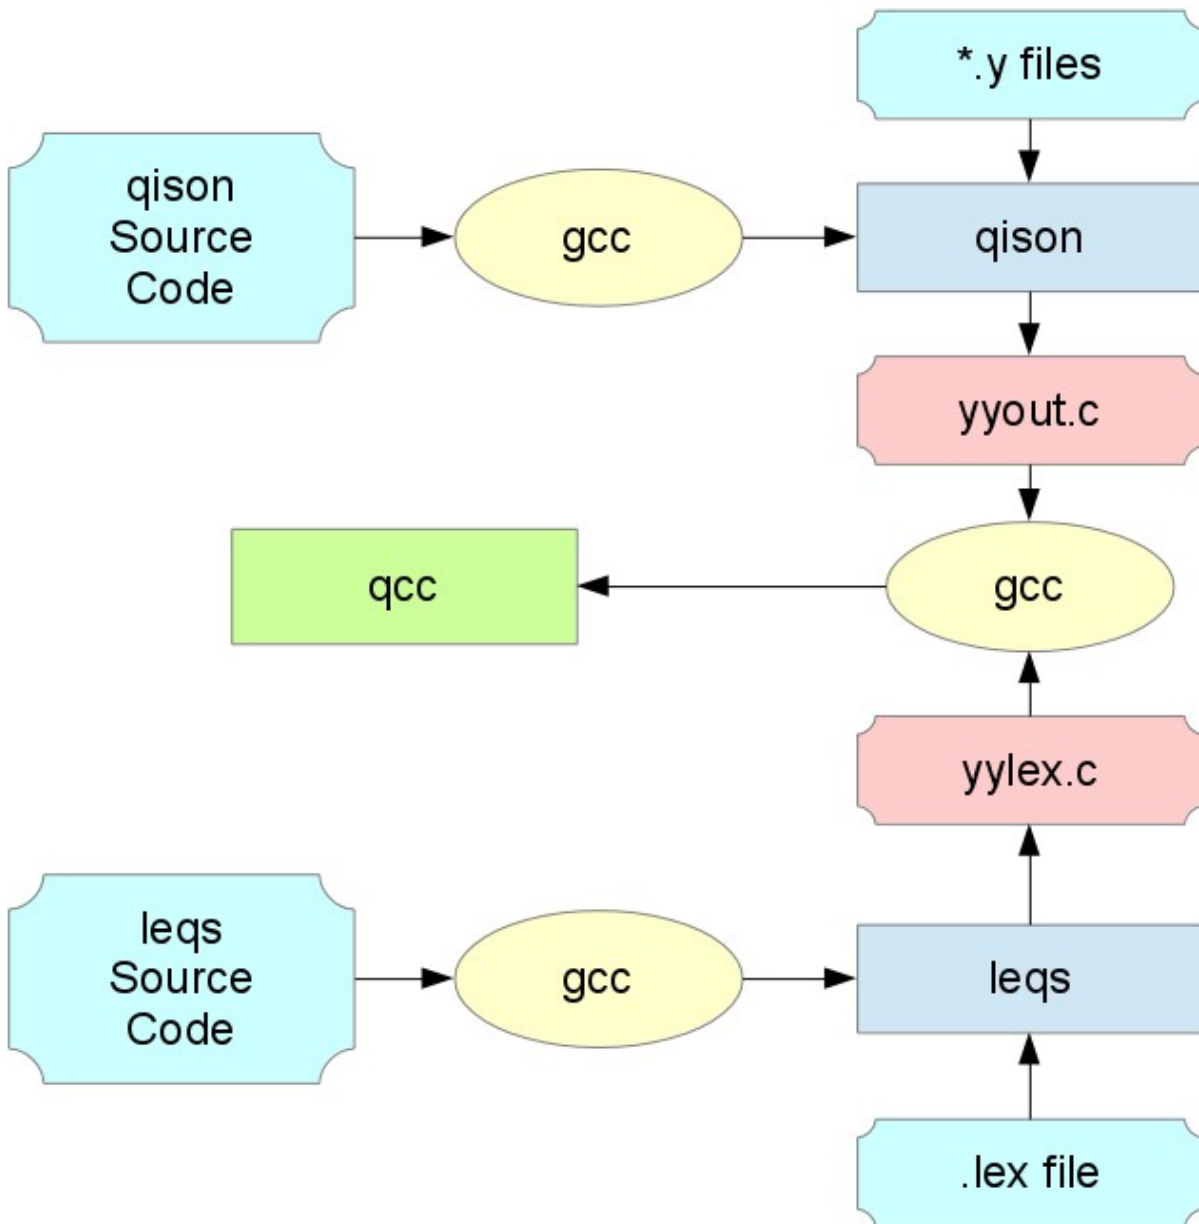 *.y files
qison
Source
Code
gcc
qison
yyout.c
qcc
gcc
yylex.c
leqs
Source
Code
gcc
leqs
.lex file